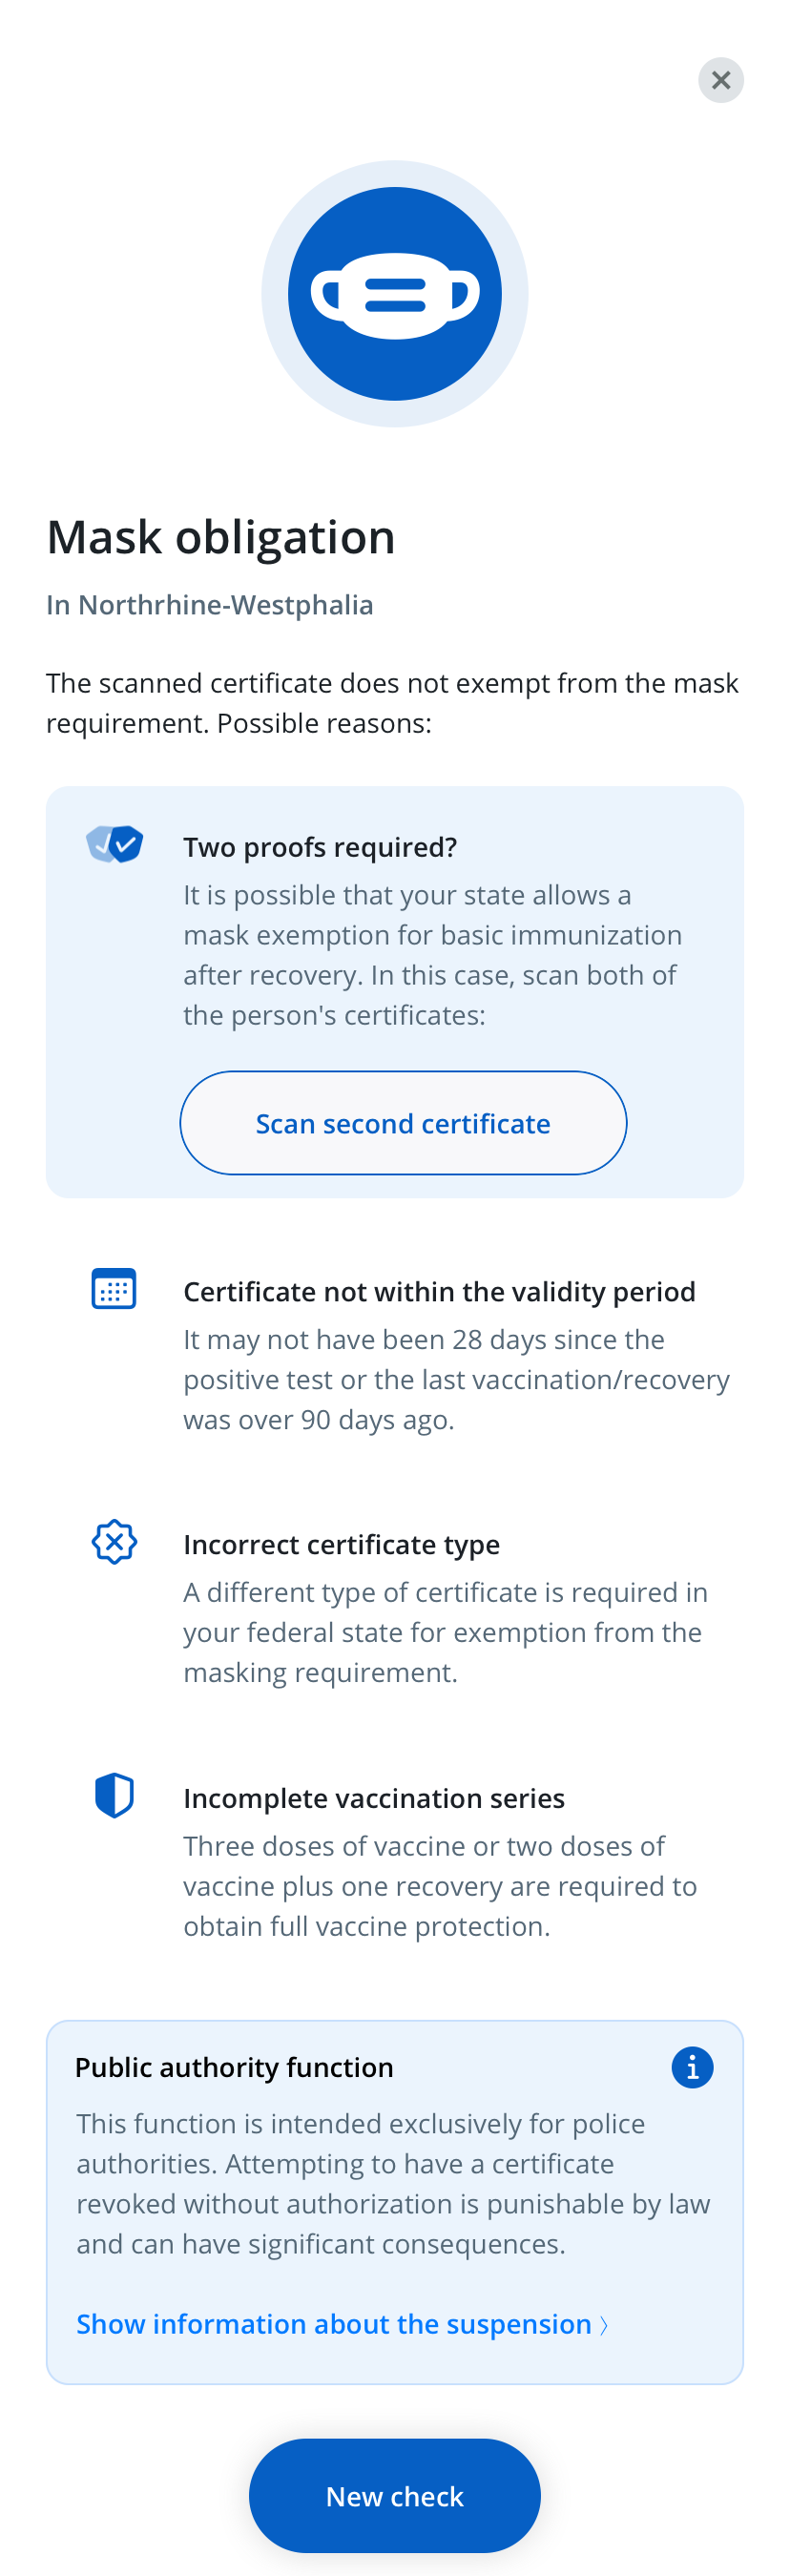 Mask obligation
In Northrhine-Westphalia
The scanned certificate does not exempt from the mask
requirement. Possible reasons:
Two proofs required?
It is possible that your state allows a
mask exemption for basic immunization
after recovery. In this case, scan both of
the person's certificates:
Scan second certificate
Certificate not within the validity period
It may not have been 28 days since the
positive test or the last vaccination/recovery
was over 90 days ago.
Incorrect certificate type
A different type of certificate is required in
your federal state for exemption from the
masking requirement.
Incomplete vaccination series
Three doses of vaccine or two doses of
vaccine plus one recovery are required to
obtain full vaccine protection.
Public authority function
This function is intended exclusively for police
authorities. Attempting to have a certificate
revoked without authorization is punishable by law
and can have significant consequences.
Show information about the suspension
New check